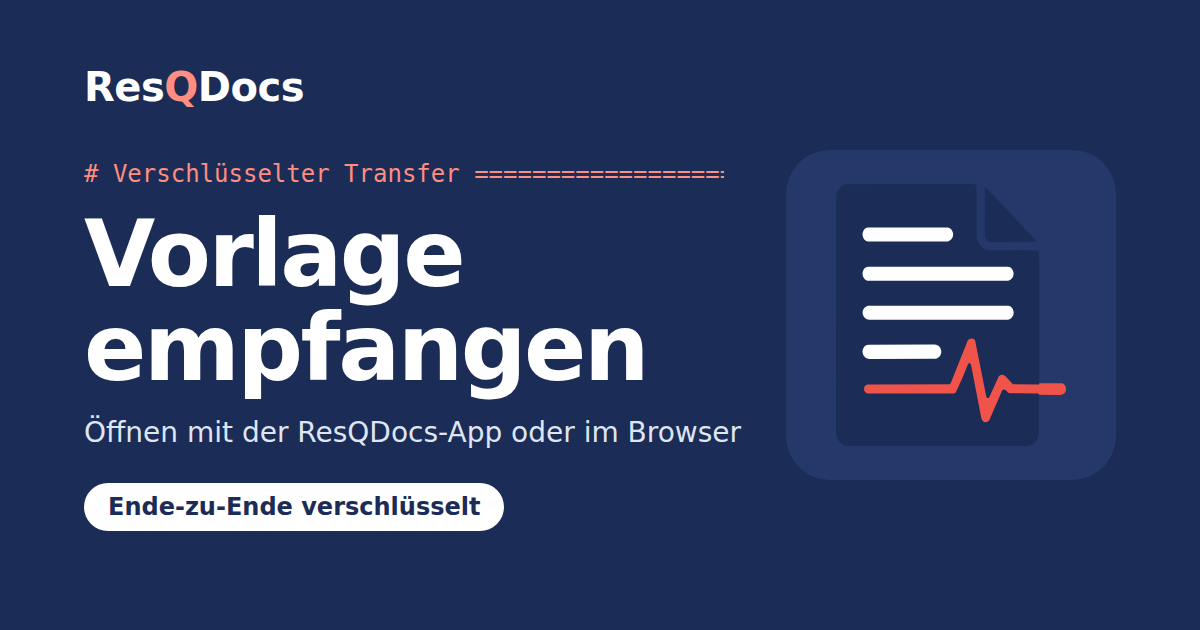 ResQDocs
# Verschlüsselter Transfer =================
Vorlage
empfangen
Öffnen mit der ResQDocs-App oder im Browser
Ende-zu-Ende verschlüsselt